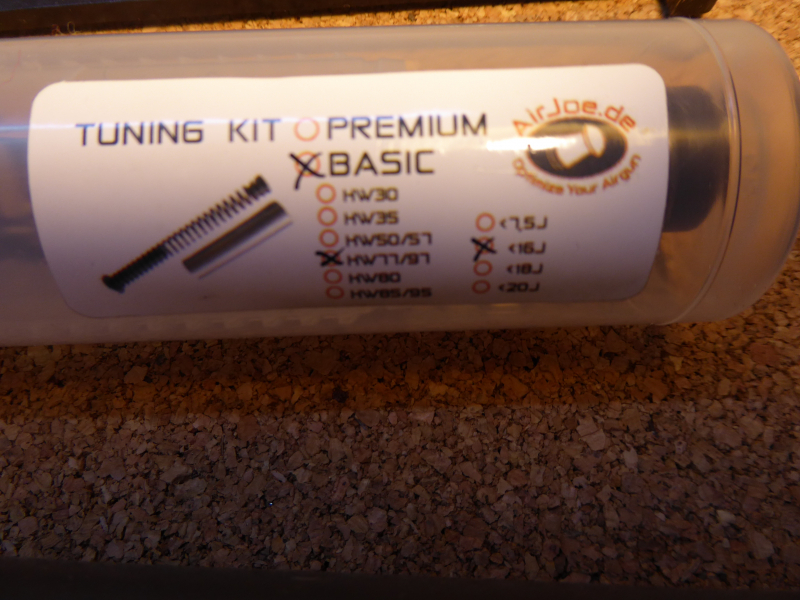 TUNING KIT PREMIUM
BASIC
HW30
HW35
HW50/57
HW77/97
HW80
HW85/95
<7,5J
<16J
<18J
<20J
AirJoe.de
Optimize Your Airgun